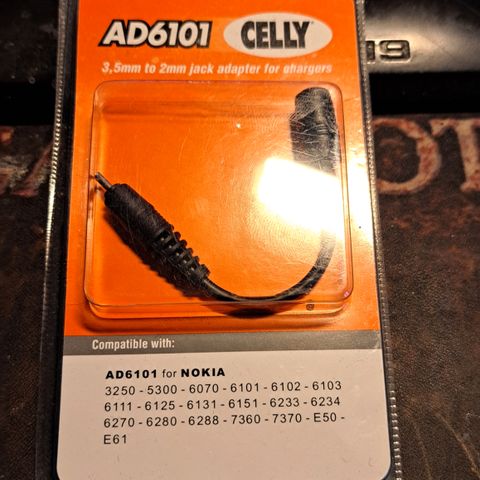 AD6101 CELLY
3,5mm to 2mm jack adapter for chargers
Compatible with:
AD6101 for NOKIA
3250 - 5300 - 6070 - 6101 - 6102 - 6103
6111 - 6125 - 6131 - 6151 - 6233 - 6234
6270 - 6280 - 6288 - 7360 - 7370 - E50 -
E61